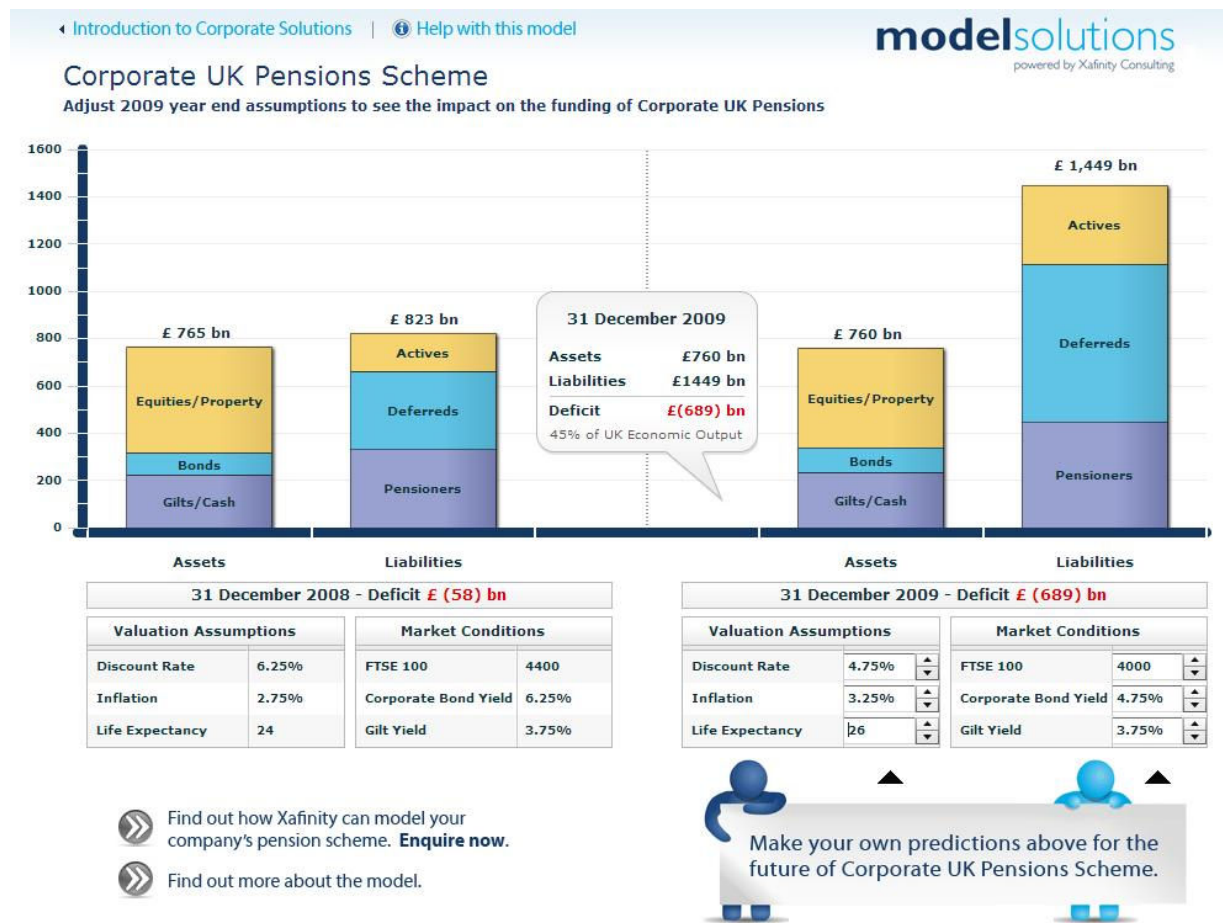 Introduction to Corporate Solutions | Help with this model
modelsolutions
powered by Xafinity Consulting
Corporate UK Pensions Scheme
Adjust 2009 year end assumptions to see the impact on the funding of Corporate UK Pensions
1600
1400
1200
1000
800
600
400
200
0
£ 765 bn
Equities/Property
Bonds
Gilts/Cash
£ 823 bn
Actives
Deferreds
Pensioners
31 December 2009
Assets £760 bn
Liabilities £1449 bn
Deficit £(689) bn
45% of UK Economic Output
£ 760 bn
Equities/Property
Bonds
Gilts/Cash
£ 1,449 bn
Actives
Deferreds
Pensioners
Assets Liabilities Assets Liabilities
31 December 2008 - Deficit £ (58) bn
Valuation Assumptions
Discount Rate 6.25%
Inflation 2.75%
Life Expectancy 24
Market Conditions
FTSE 100 4400
Corporate Bond Yield 6.25%
Gilt Yield 3.75%
31 December 2009 - Deficit £ (689) bn
Valuation Assumptions
Discount Rate 4.75%
Inflation 3.25%
Life Expectancy 26
Market Conditions
FTSE 100 4000
Corporate Bond Yield 4.75%
Gilt Yield 3.75%
Find out how Xafinity can model your
company's pension scheme. Enquire now.
Find out more about the model.
Make your own predictions above for the
future of Corporate UK Pensions Scheme.